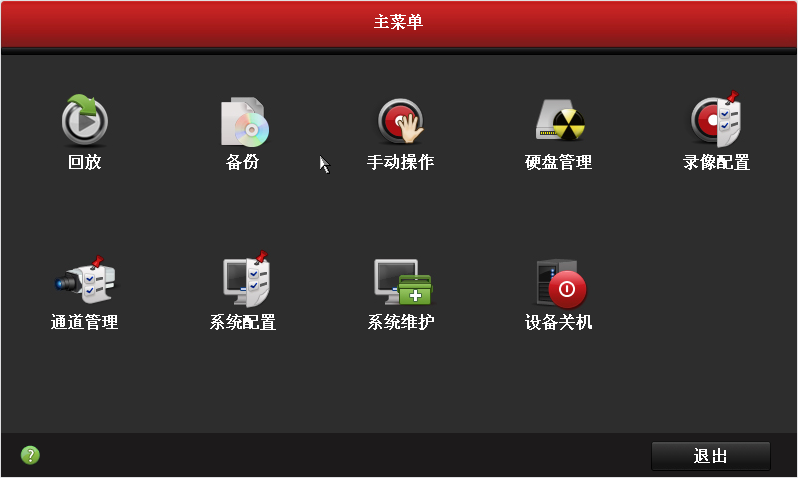 主菜单
回放
备份
手动操作
硬盘管理
录像配置
通道管理
系统配置
系统维护
设备关机
?
退出